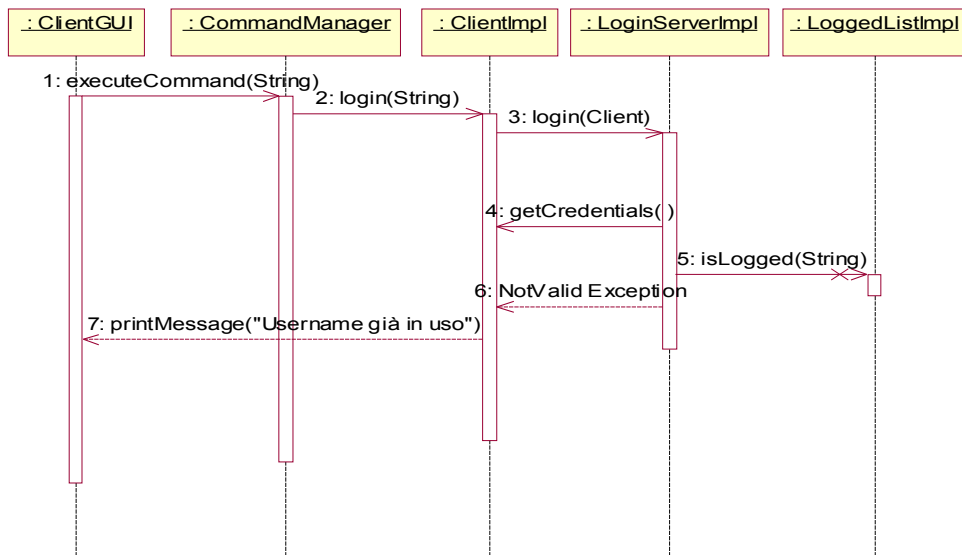 : ClientGUI
: CommandManager
: ClientImpl
: LoginServerImpl
: LoggedListImpl
1: executeCommand(String)
2: login(String)
3: login(Client)
4: getCredentials( )
5: isLogged(String)
6: NotValid Exception
7: printMessage("Username già in uso")